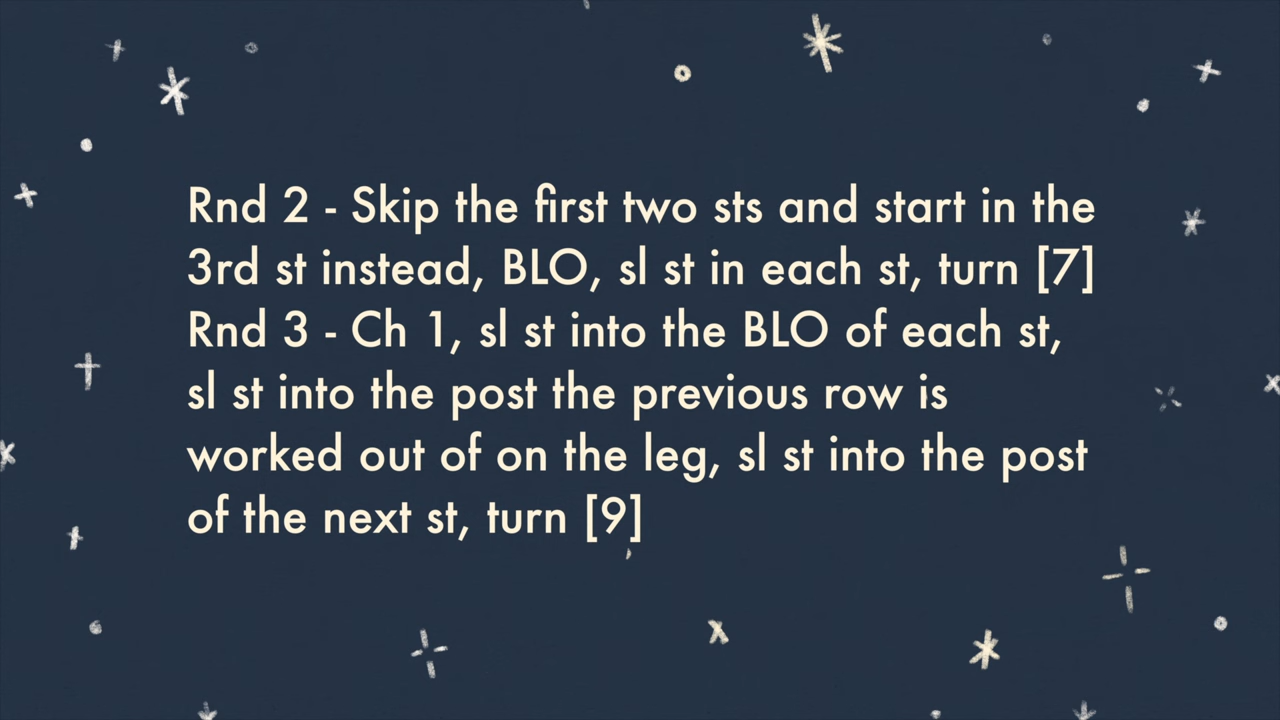 Rnd 2 - Skip the first two sts and start in the
3rd st instead, BLO, sl st in each st, turn [7]
Rnd 3 - Ch 1, sl st into the BLO of each st,
sl st into the post the previous row is
worked out of on the leg, sl st into the post
of the next st, turn [9]